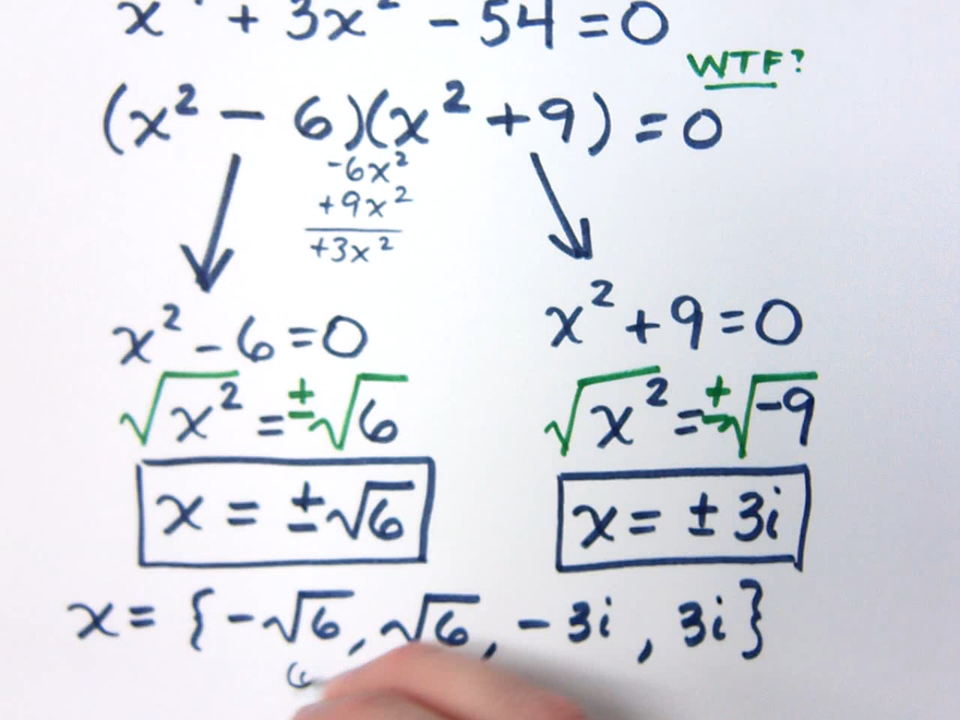 x + 3x² - 54 = 0
WTF?
(x² - 6)(x² + 9) = 0
-6x²
+9x²
+3x²
x² - 6 = 0
x² + 9 = 0
√x² = ±√6
√x² = ±√-9
x = ±√6
x = ±3i
x = {-√6, √6, -3i, 3i}